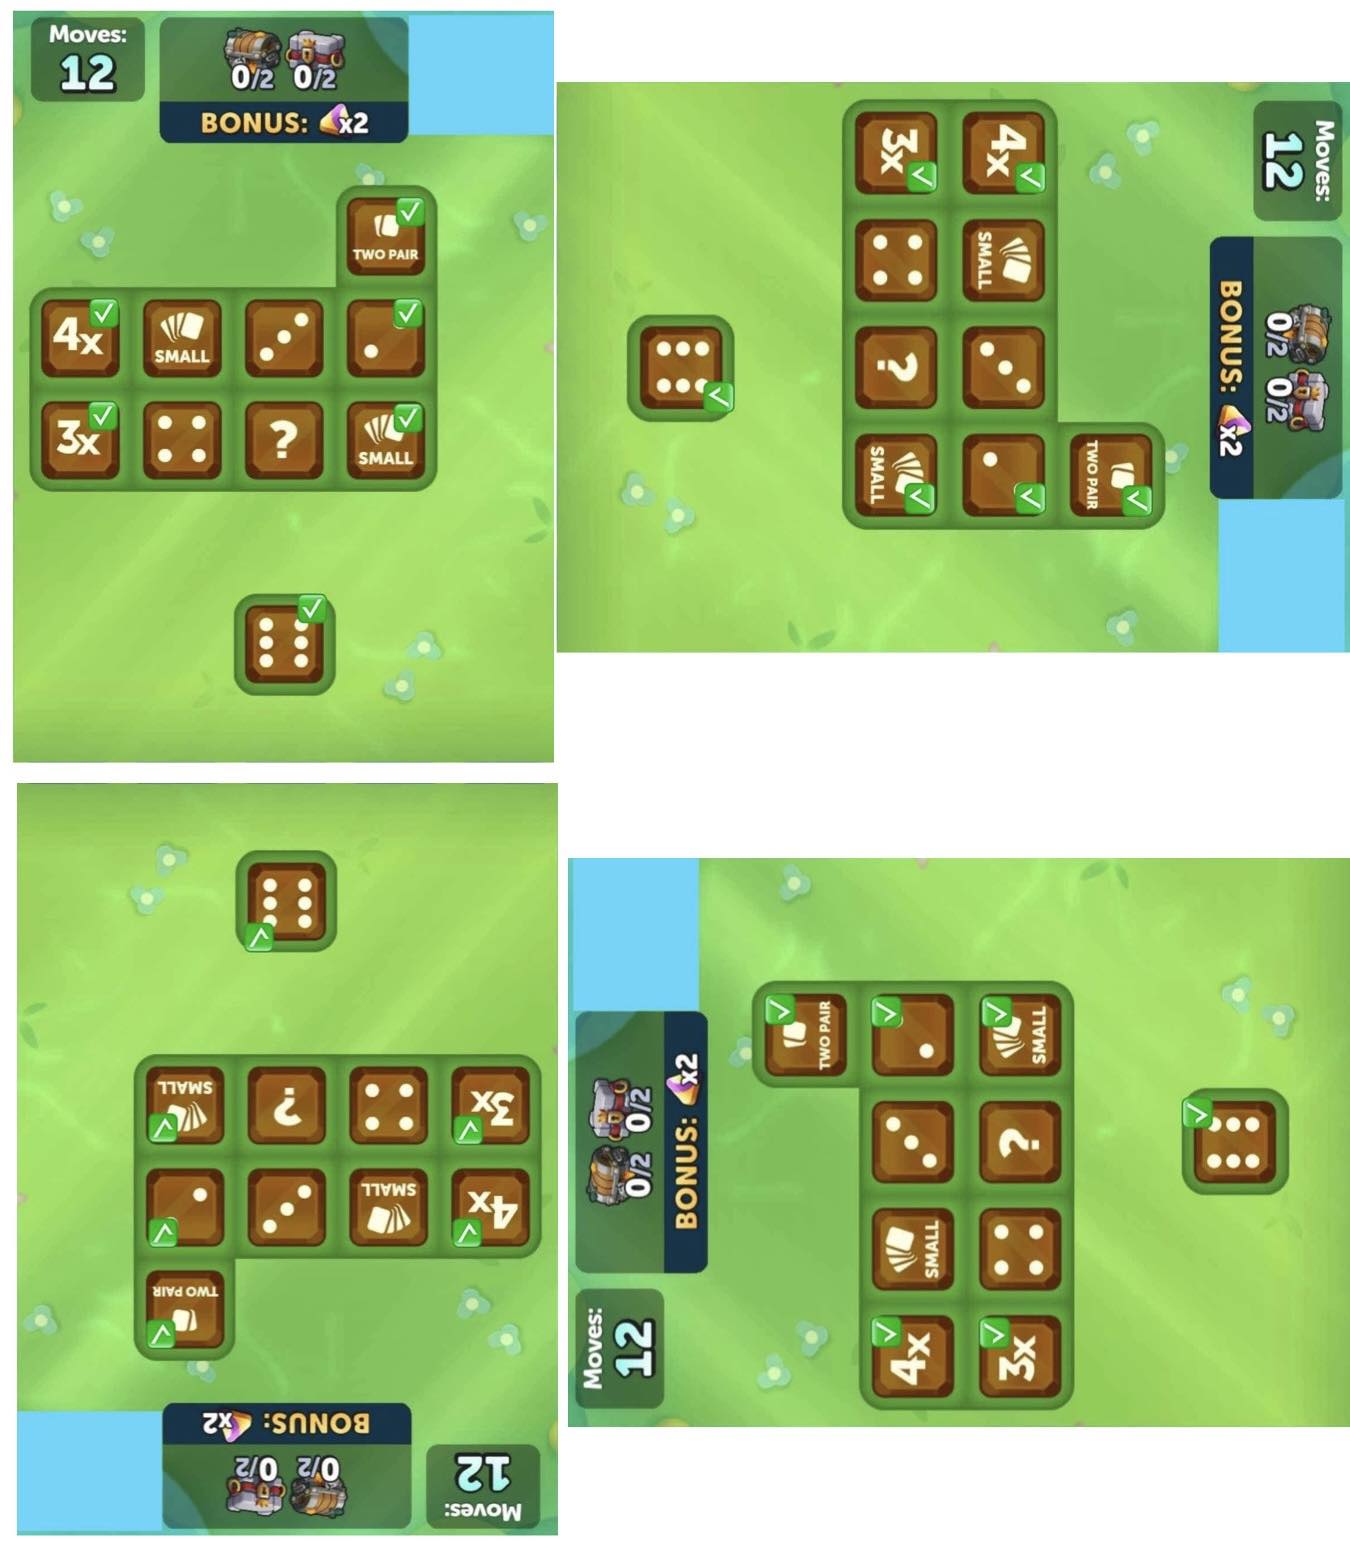 Moves:
12
0/2 0/2
BONUS: x2
TWO PAIR
4x
SMALL
3x
?
SMALL
Moves:
12
0/2 0/2
BONUS: x2
3x
4x
SMALL
?
SMALL
TWO PAIR
SMALL
?
3x
SMALL
4x
TWO PAIR
BONUS: x2
0/2 0/2
Moves:
12
Moves:
12
0/2 0/2
BONUS: x2
TWO PAIR
SMALL
?
SMALL
4x
3x